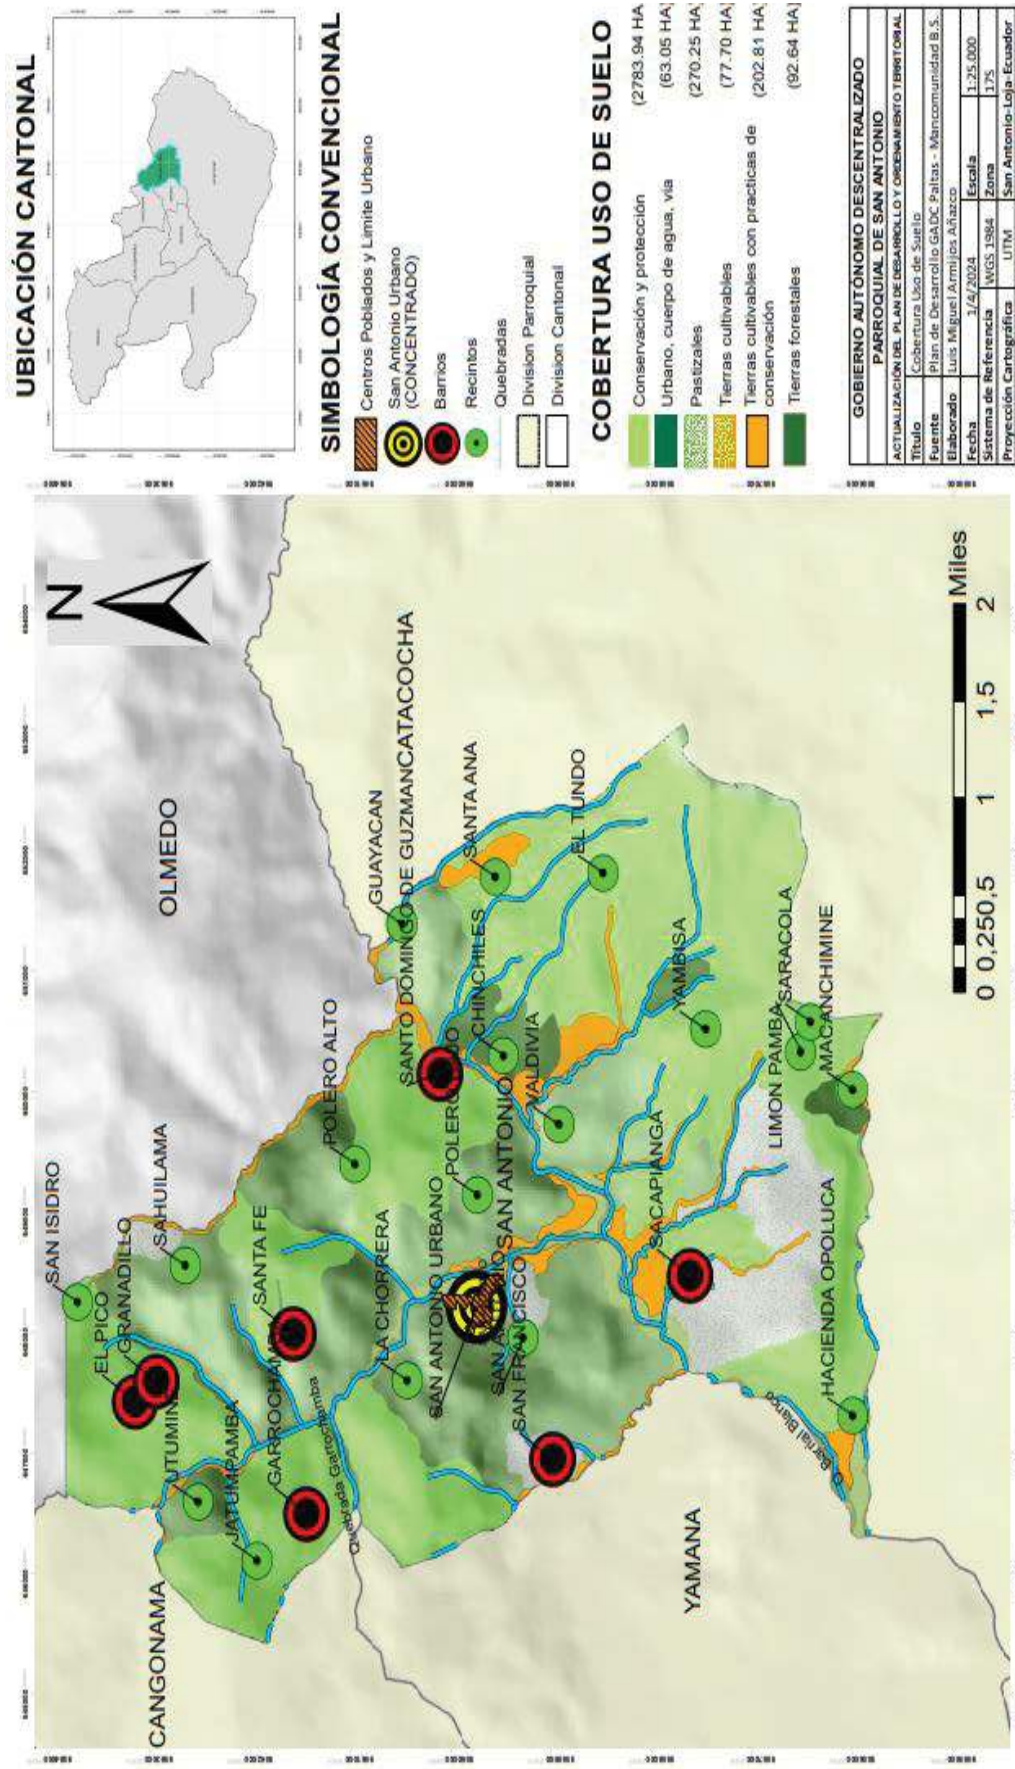 UBICACIÓN CANTONAL
SIMBOLOGÍA CONVENCIONAL
Centros Poblados y Limite Urbano
San Antonio Urbano
(CONCENTRADO)
Barrios
Recintos
Quebradas
Division Parroquial
Division Cantonal
COBERTURA USO DE SUELO
Conservación y protección (2783.94 HA)
Urbano, cuerpo de agua, via (63.05 HA)
Pastizales (270.25 HA)
Tierras cultivables (77.70 HA)
Tierras cultivables con practicas de (202.81 HA)
conservación
Tierras forestales (92.64 HA)
GOBIERNO AUTÓNOMO DESCENTRALIZADO
PARROQUIAL DE SAN ANTONIO
ACTUALIZACIÓN DEL PLAN DE DESARROLLO Y ORDENAMIENTO TERRITORIAL
Título Cobertura Uso de Suelo
Fuente Plan de Desarrollo GADC Paltas - Mancomunidad B.S.
Elaborado Luis Miguel Armijos Añazco
Fecha 1/4/2024 Escala 1:25.000
Sistema de Referencia WGS 1984 Zona 17S
Proyección Cartográfica UTM San Antonio-Loja-Ecuador
N
OLMEDO
SAN ISIDRO
EL PICO
GRANADILLO
SAHUILAMA
CANGONAMA
JATUMPAMBA
SANTA FE
Quebrada Garrochamba
POLERO ALTO
GUAYACAN
SANTO DOMINGO DE GUZMAN
CATACOCHA
LA CHORRERA
SANTA ANA
CHINCHILES
SAN ANTONIO URBANO
SAN ANTONIO
SAN FRANCISCO
VALDIVIA
EL TUNDO
YAMBISA
SACAPIANGA
YAMANA
LIMON PAMBA
SARACOLA
MACANCHIMINE
HACIENDA OPOLUCA
Q Barrial Blanco
0 0,25 0,5 1 1,5 2
Miles